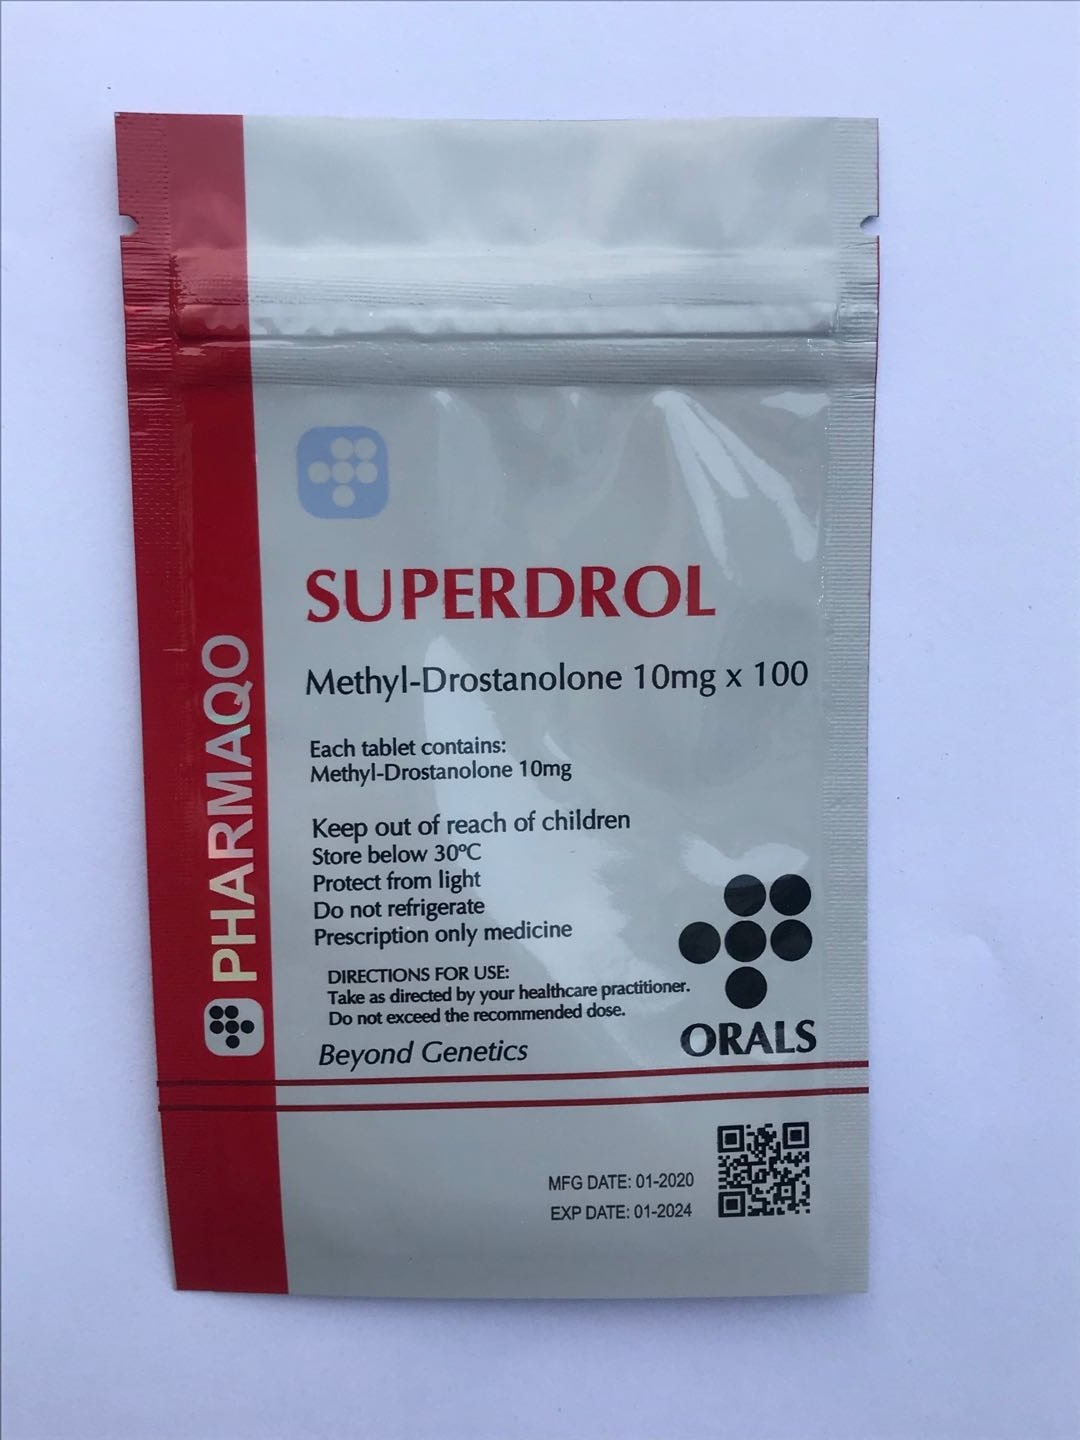 SUPERDROL
Methyl-Drostanolone 10mg x 100
Each tablet contains:
Methyl-Drostanolone 10mg
Keep out of reach of children
Store below 30ºC
Protect from light
Do not refrigerate
Prescription only medicine
DIRECTIONS FOR USE:
Take as directed by your healthcare practitioner.
Do not exceed the recommended dose.
Beyond Genetics
ORALS
PHARMAQO
MFG DATE: 01-2020
EXP DATE: 01-2024